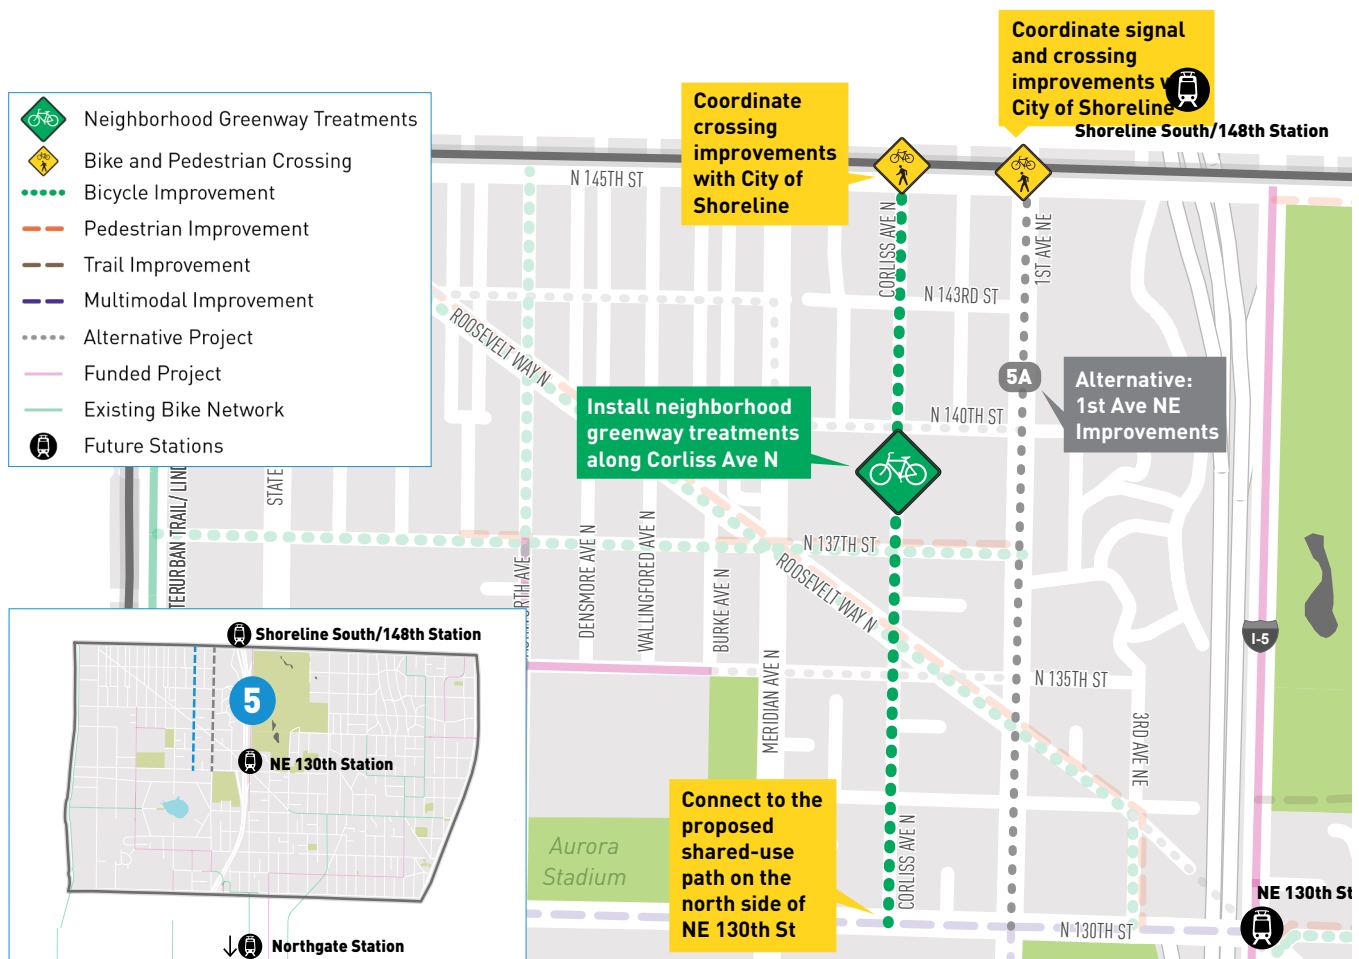 Coordinate signal
and crossing
improvements
City of Shoreline
Shoreline South/148th Station
Coordinate
crossing
improvements
with City of
Shoreline
Neighborhood Greenway Treatments
Bike and Pedestrian Crossing
Bicycle Improvement
Pedestrian Improvement
Trail Improvement
Multimodal Improvement
Alternative Project
Funded Project
Existing Bike Network
Future Stations
N 145TH ST
CORLISS AVE N
1ST AVE NE
N 143RD ST
ROOSEVELT WAY N
5A
Alternative:
1st Ave NE
Improvements
Install neighborhood
greenway treatments
along Corliss Ave N
N 140TH ST
STATE
TERURBAN TRAIL/ LIND
N 137TH ST
ROOSEVELT WAY N
DENSMORE AVE N
WALLINGFORED AVE N
BURKE AVE N
MERIDIAN AVE N
N 135TH ST
3RD AVE NE
I-5
Shoreline South/148th Station
5
NE 130th Station
Northgate Station
Aurora
Stadium
Connect to the
proposed
shared-use
path on the
north side of
NE 130th St
CORLISS AVE N
N 130TH ST
NE 130th St